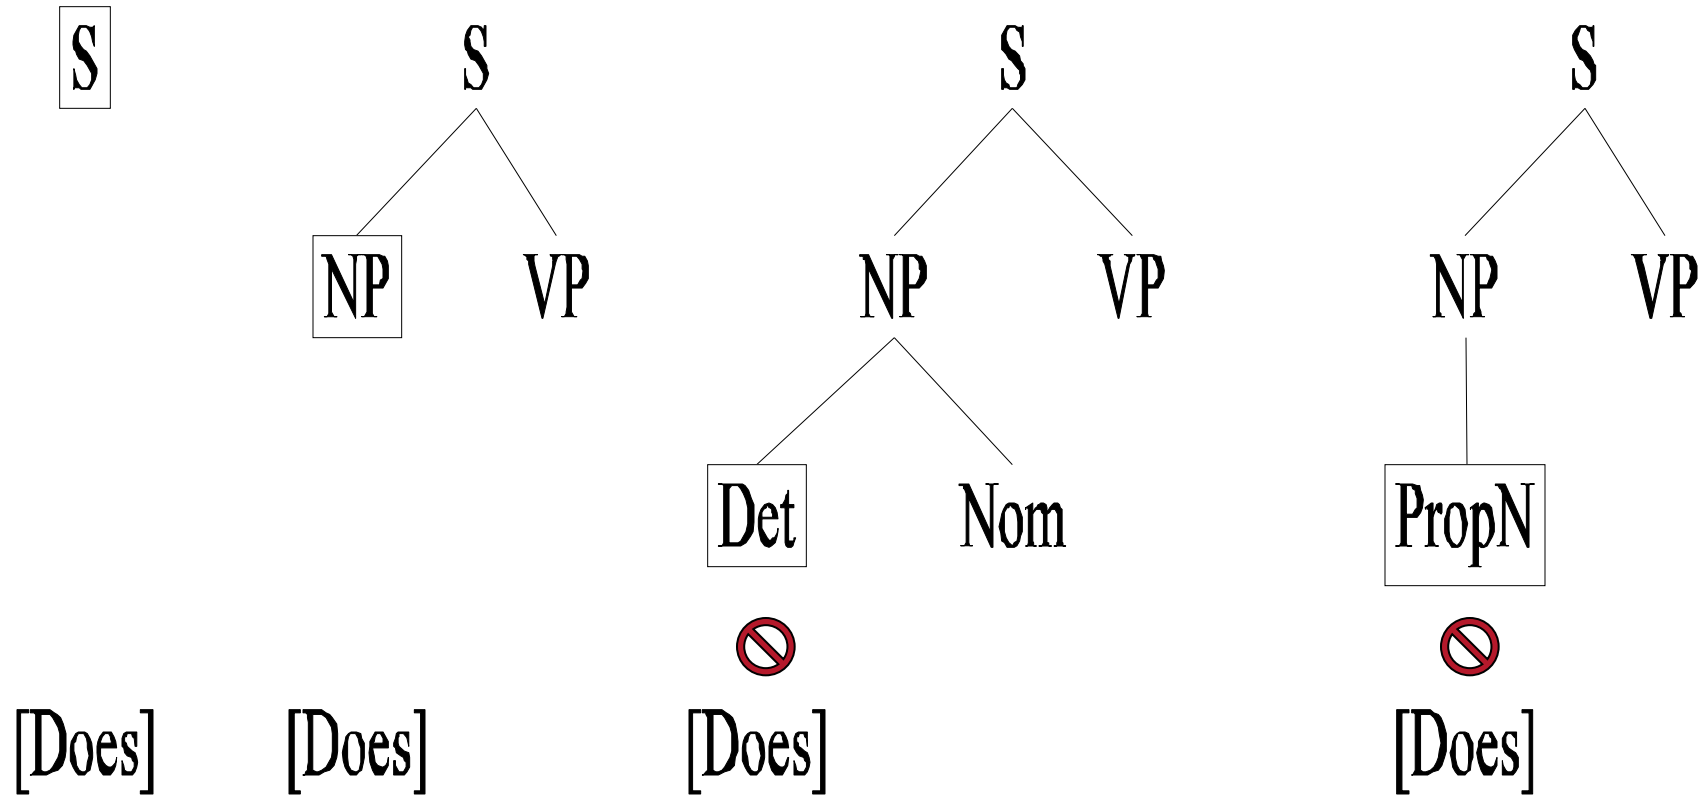 S S S S
NP VP NP VP NP VP
Det Nom PropN
[Does] [Does] [Does] [Does]